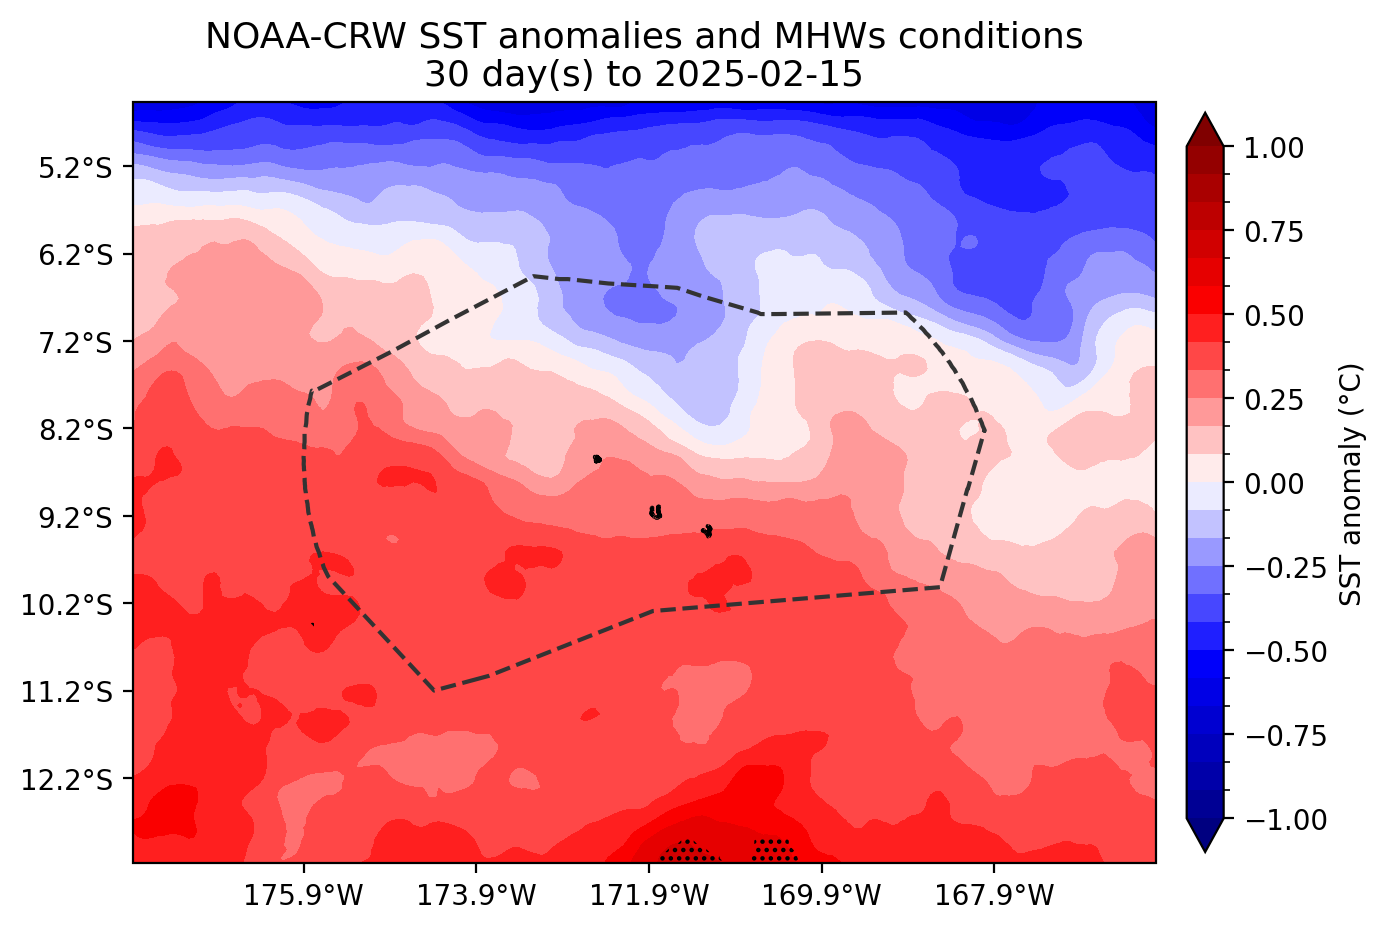 NOAA-CRW SST anomalies and MHWs conditions
30 day(s) to 2025-02-15
5.2°S
6.2°S
7.2°S
8.2°S
9.2°S
10.2°S
11.2°S
12.2°S
175.9°W
173.9°W
171.9°W
169.9°W
167.9°W
1.00
0.75
0.50
0.25
0.00
−0.25
−0.50
−0.75
−1.00
SST anomaly (°C)